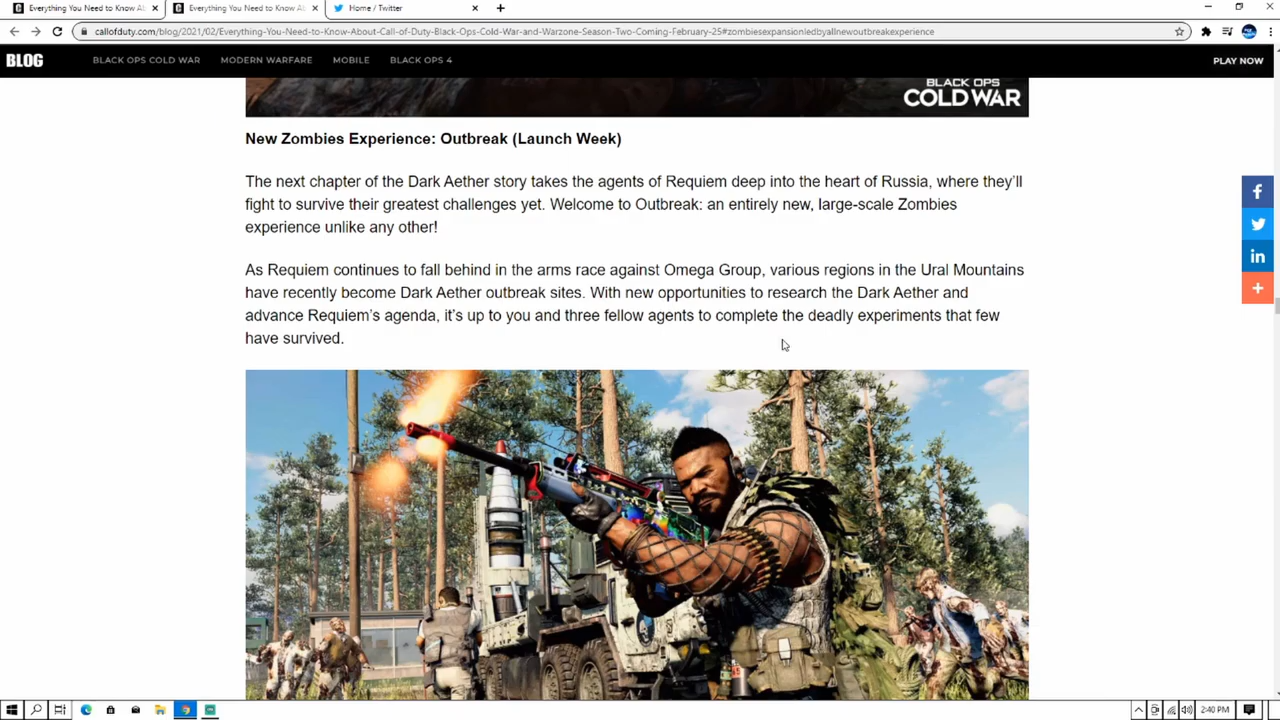 Everything You Need to Know Ab
Everything You Need to Know Ab
Home / Twitter
callofduty.com/blog/2021/02/Everything-You-Need-to-Know-About-Call-of-Duty-Black-Ops-Cold-War-and-Warzone-Season-Two-Coming-February-25#zombiesexpansionledbyallnewoutbreakexperience
BLOG
BLACK OPS COLD WAR
MODERN WARFARE
MOBILE
BLACK OPS 4
PLAY NOW
BLACK OPS
COLD WAR
New Zombies Experience: Outbreak (Launch Week)
The next chapter of the Dark Aether story takes the agents of Requiem deep into the heart of Russia, where they'll
fight to survive their greatest challenges yet. Welcome to Outbreak: an entirely new, large-scale Zombies
experience unlike any other!
As Requiem continues to fall behind in the arms race against Omega Group, various regions in the Ural Mountains
have recently become Dark Aether outbreak sites. With new opportunities to research the Dark Aether and
advance Requiem's agenda, it's up to you and three fellow agents to complete the deadly experiments that few
have survived.
2:40 PM